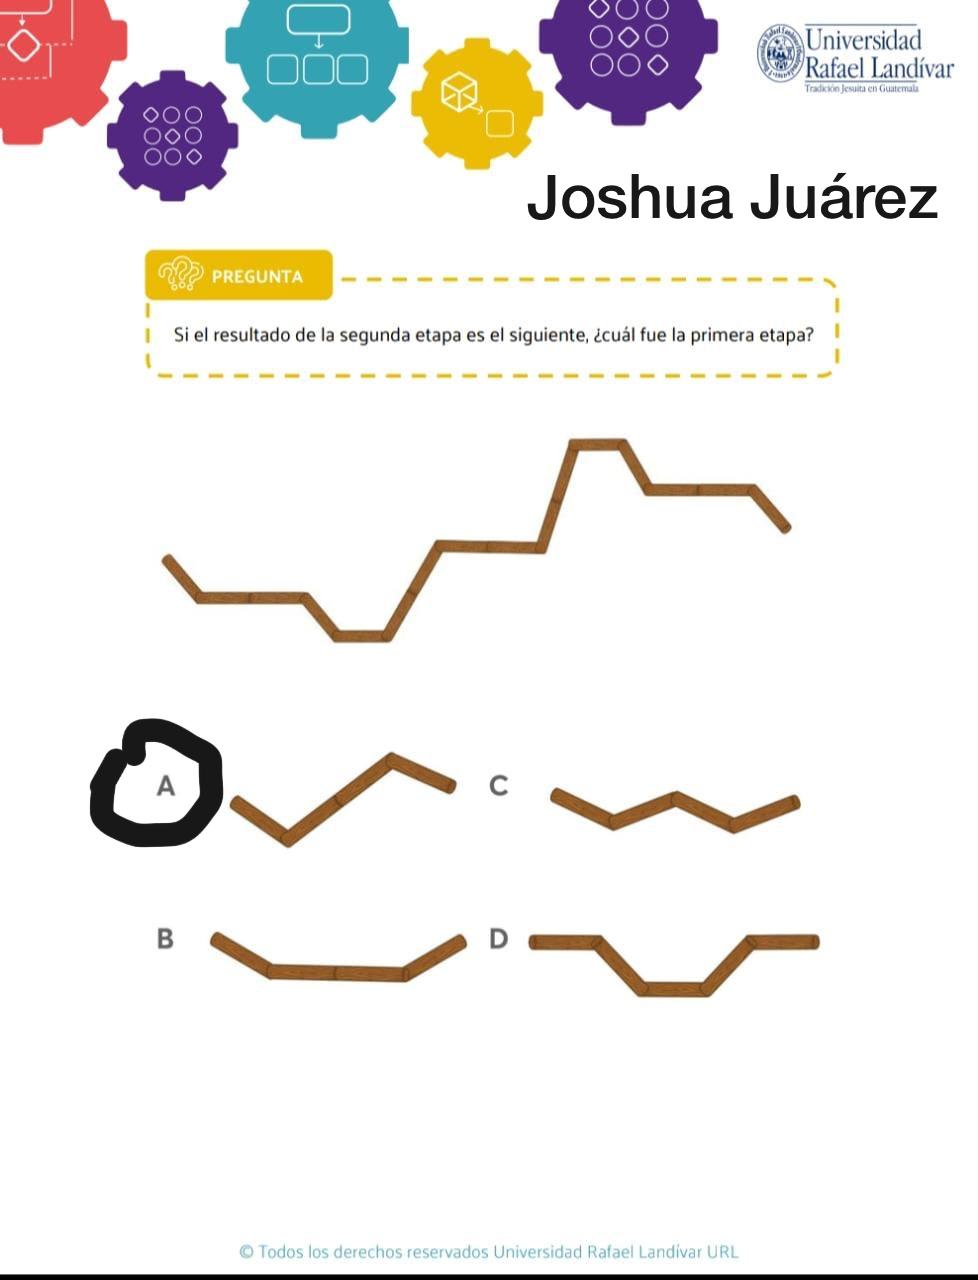 Universidad
Rafael Landívar
Tradición Jesuita en Guatemala
Joshua Juárez
PREGUNTA
Si el resultado de la segunda etapa es el siguiente, ¿cuál fue la primera etapa?
A
C
B
D
© Todos los derechos reservados Universidad Rafael Landívar URL